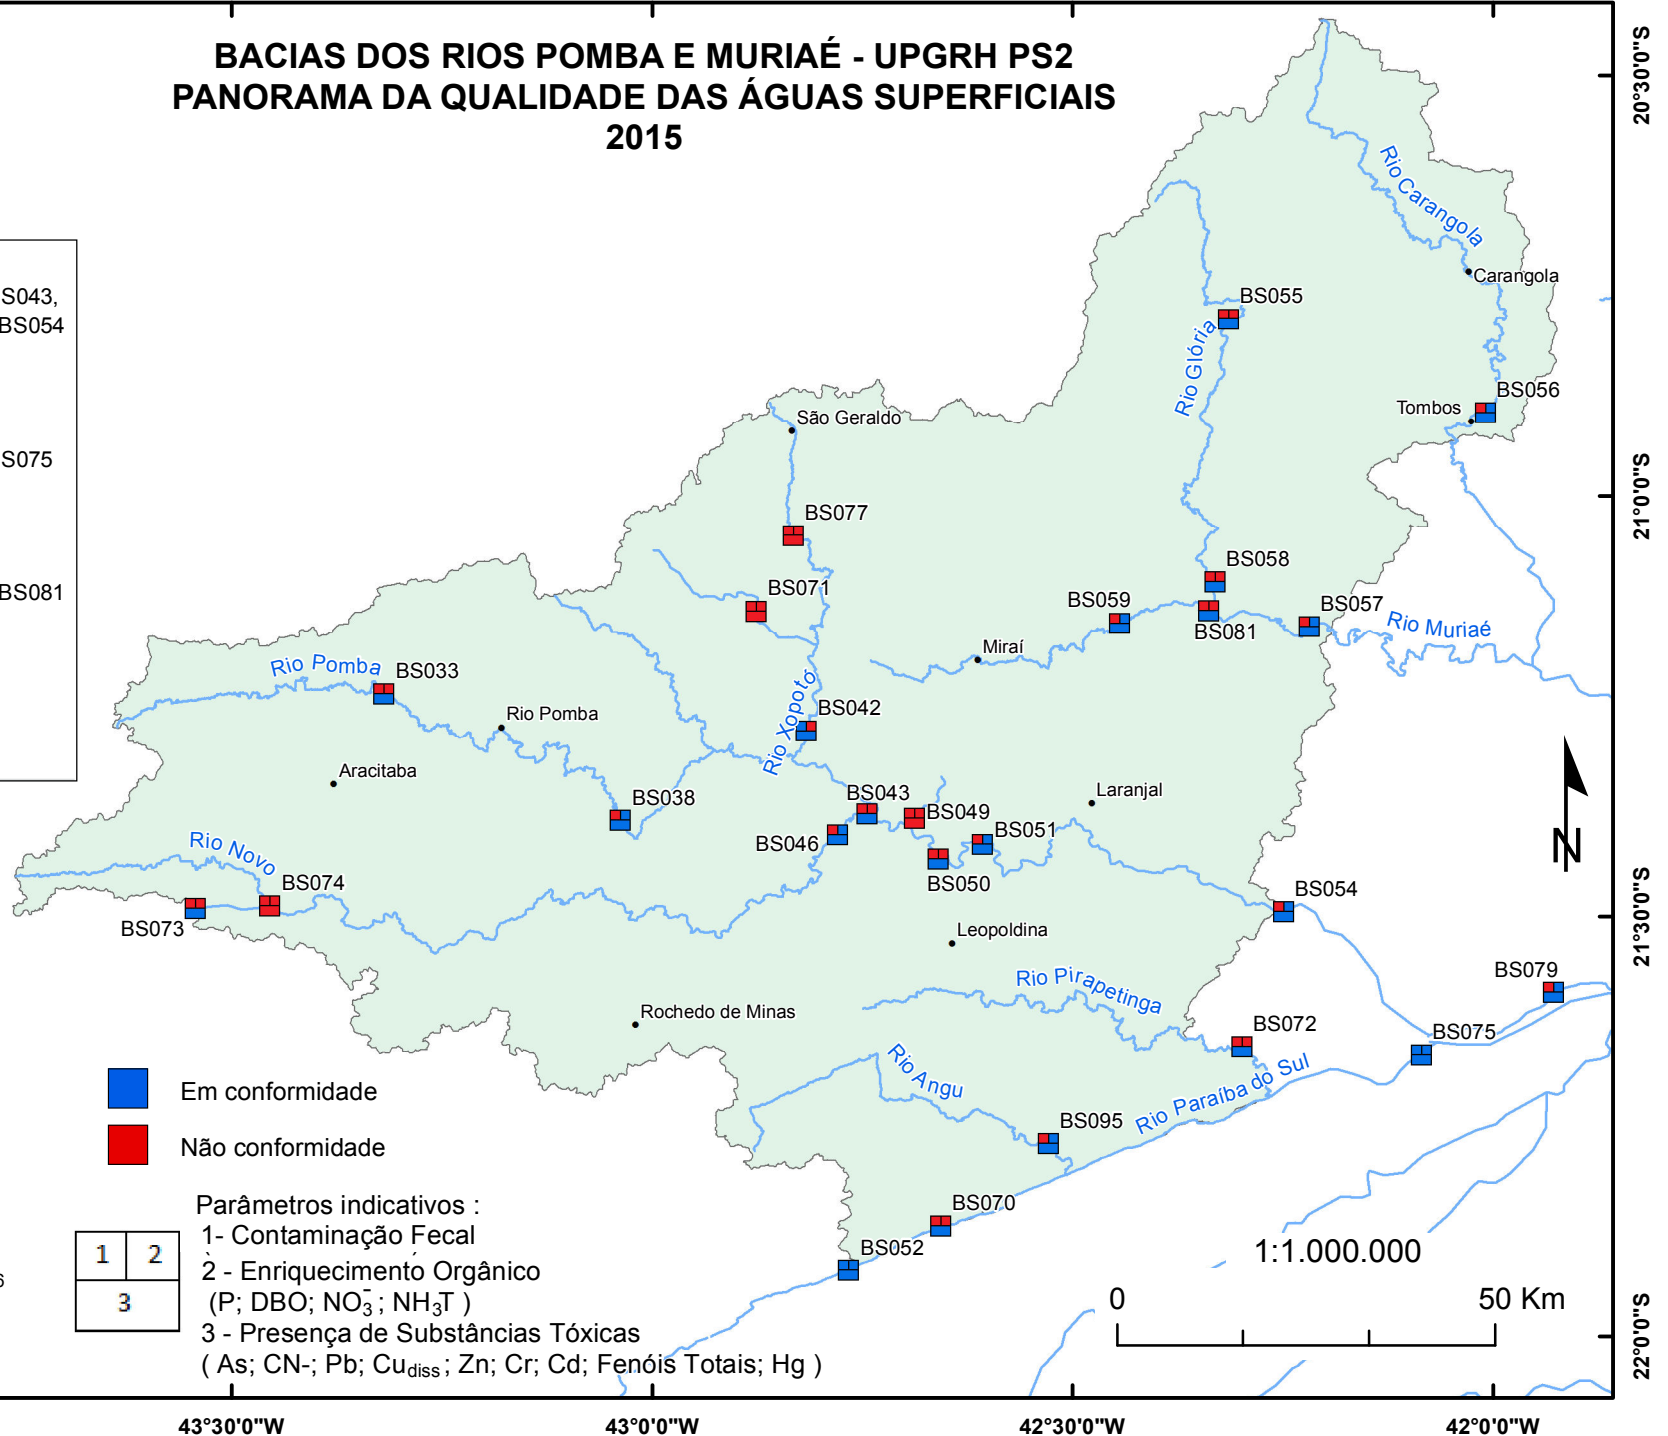 BACIAS DOS RIOS POMBA E MURIAÉ - UPGRH PS2
PANORAMA DA QUALIDADE DAS ÁGUAS SUPERFICIAIS
2015
20°30'0"S
Rio Carangola
Carangola
S043,
BS054
BS055
Rio Glória
BS056
Tombos
São Geraldo
S075
21°0'0"S
BS077
BS058
BS071
BS081
BS059
BS057
BS081
Rio Muriaé
Miraí
Rio Pomba
BS033
Rio Xopotó
BS042
Rio Pomba
Aracitaba
BS038
BS043
Laranjal
BS049
BS046
BS051
Rio Novo
BS074
BS050
BS054
BS073
Leopoldina
21°30'0"S
BS079
Rio Pirapetinga
Rochedo de Minas
BS072
BS075
Rio Angu
Rio Paraíba do Sul
BS095
Em conformidade
Não conformidade
BS070
BS052
Parâmetros indicativos :
1- Contaminação Fecal
2 - Enriquecimento Orgânico
(P; DBO; NO₃⁻; NH₃T )
3 - Presença de Substâncias Tóxicas
( As; CN-; Pb; Cudiss; Zn; Cr; Cd; Fenóis Totais; Hg )
1 2
3
6
1:1.000.000
0 50 Km
N
22°0'0"S
43°30'0"W 43°0'0"W 42°30'0"W 42°0'0"W